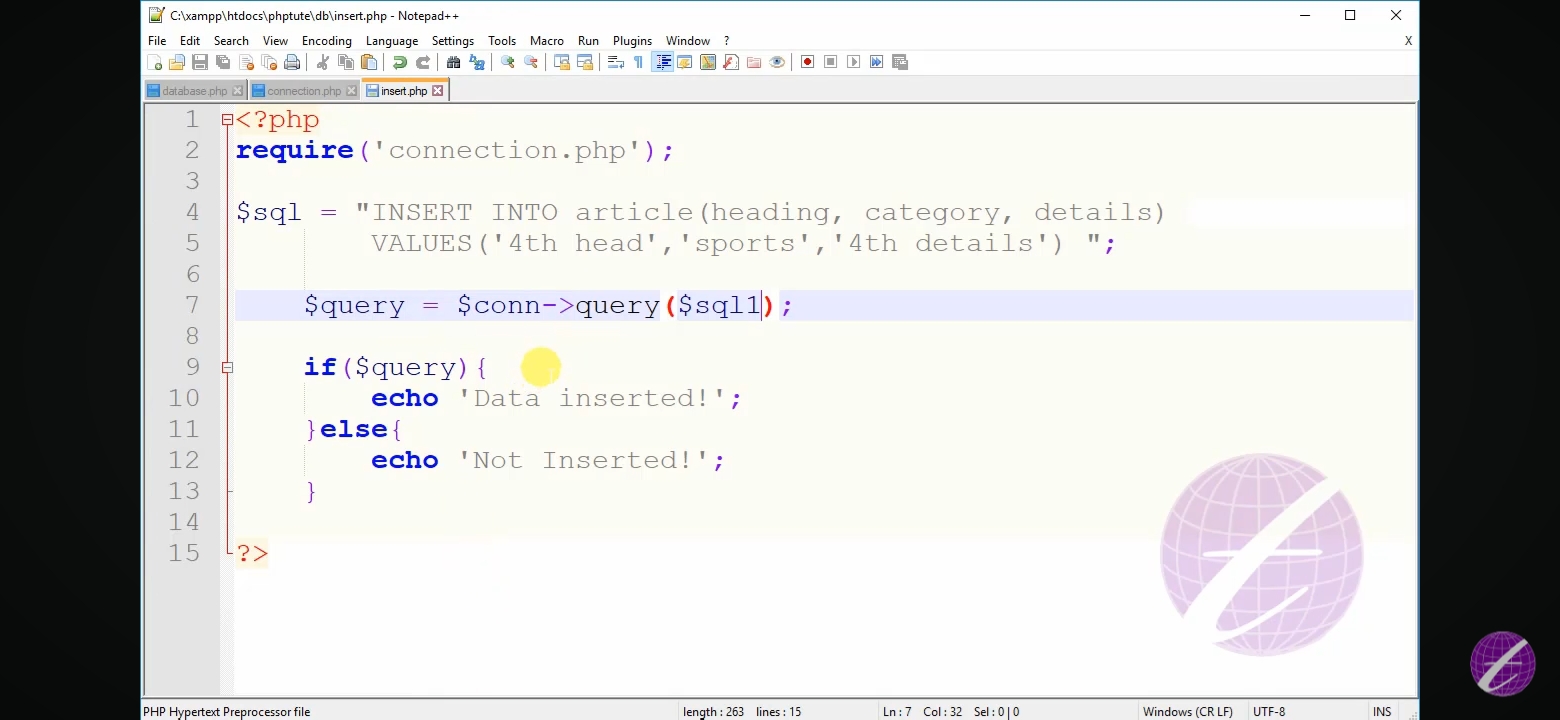 C:\xampp\htdocs\phptute\db\insert.php - Notepad++
File Edit Search View Encoding Language Settings Tools Macro Run Plugins Window ? X
database.php connection.php insert.php
1 <?php
2 require('connection.php');
3
4 $sql = "INSERT INTO article(heading, category, details)
5 VALUES('4th head','sports','4th details') ";
6
7 $query = $conn->query($sql1);
8
9 if($query){
10 echo 'Data inserted!';
11 }else{
12 echo 'Not Inserted!';
13 }
14
15 ?>
PHP Hypertext Preprocessor file length : 263 lines : 15 Ln : 7 Col : 32 Sel : 0 | 0 Windows (CR LF) UTF-8 INS